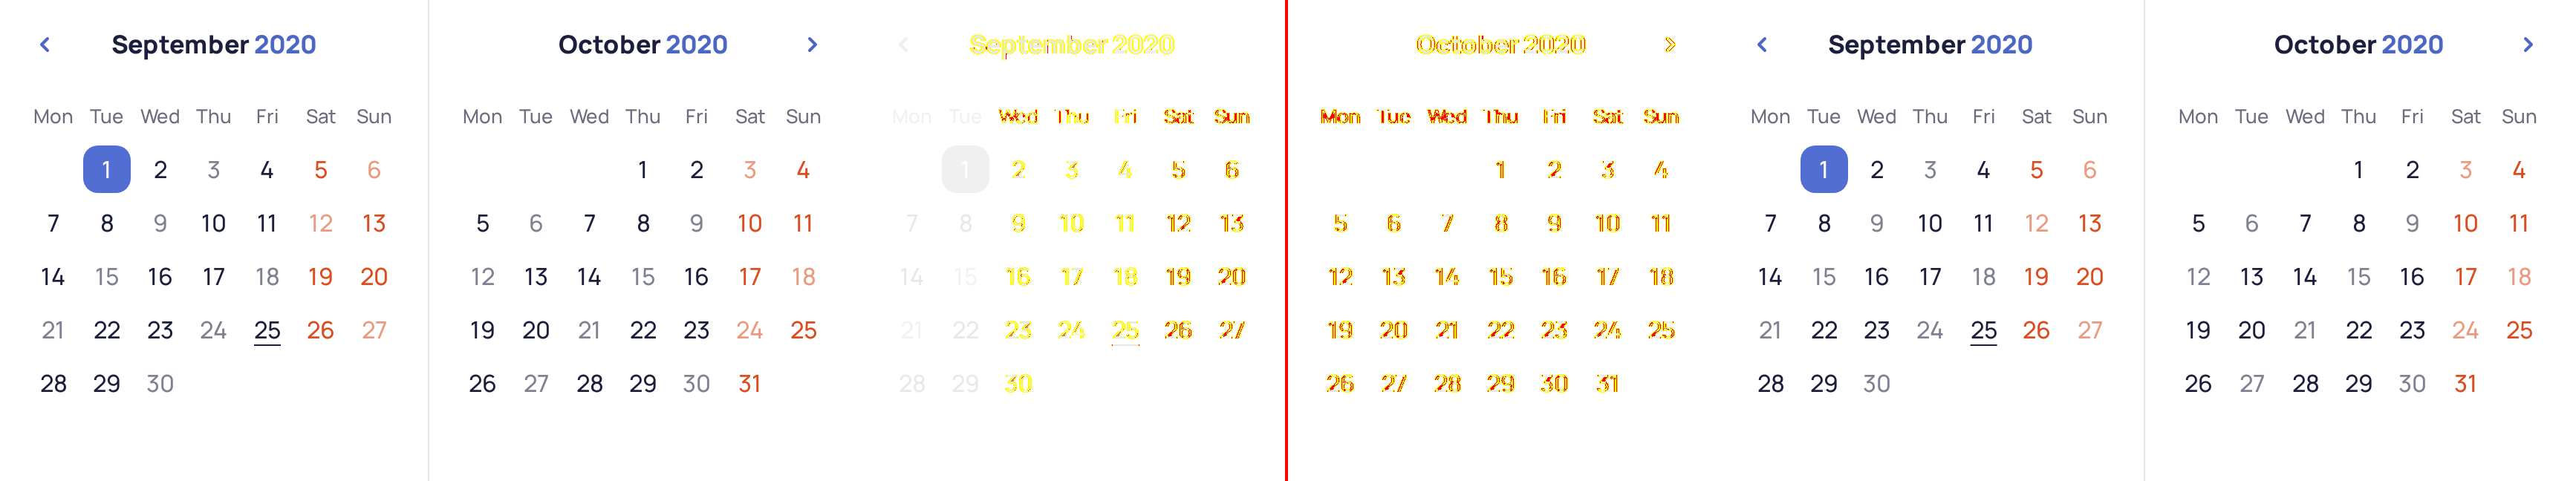 September 2020
Mon Tue Wed Thu Fri Sat Sun
1 2 3 4 5 6
7 8 9 10 11 12 13
14 15 16 17 18 19 20
21 22 23 24 25 26 27
28 29 30
October 2020
Mon Tue Wed Thu Fri Sat Sun
1 2 3 4
5 6 7 8 9 10 11
12 13 14 15 16 17 18
19 20 21 22 23 24 25
26 27 28 29 30 31
September 2020
Mon Tue Wed Thu Fri Sat Sun
1 2 3 4 5 6
7 8 9 10 11 12 13
14 15 16 17 18 19 20
21 22 23 24 25 26 27
28 29 30
October 2020
Mon Tue Wed Thu Fri Sat Sun
1 2 3 4
5 6 7 8 9 10 11
12 13 14 15 16 17 18
19 20 21 22 23 24 25
26 27 28 29 30 31
September 2020
Mon Tue Wed Thu Fri Sat Sun
1 2 3 4 5 6
7 8 9 10 11 12 13
14 15 16 17 18 19 20
21 22 23 24 25 26 27
28 29 30
October 2020
Mon Tue Wed Thu Fri Sat Sun
1 2 3 4
5 6 7 8 9 10 11
12 13 14 15 16 17 18
19 20 21 22 23 24 25
26 27 28 29 30 31